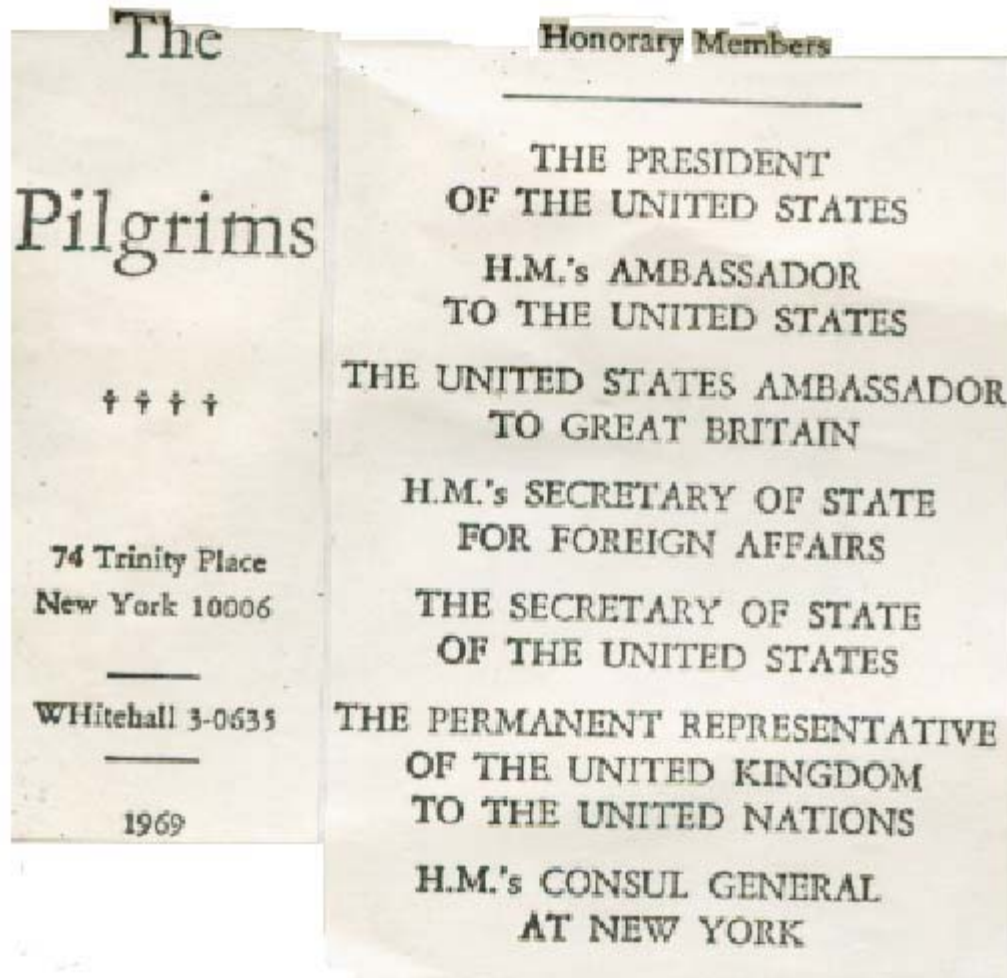 The
Pilgrims
✝ ✝ ✝ ✝
74 Trinity Place
New York 10006
WHitehall 3-0635
1969
Honorary Members
THE PRESIDENT
OF THE UNITED STATES
H.M.'s AMBASSADOR
TO THE UNITED STATES
THE UNITED STATES AMBASSADOR
TO GREAT BRITAIN
H.M.'s SECRETARY OF STATE
FOR FOREIGN AFFAIRS
THE SECRETARY OF STATE
OF THE UNITED STATES
THE PERMANENT REPRESENTATIVE
OF THE UNITED KINGDOM
TO THE UNITED NATIONS
H.M.'s CONSUL GENERAL
AT NEW YORK